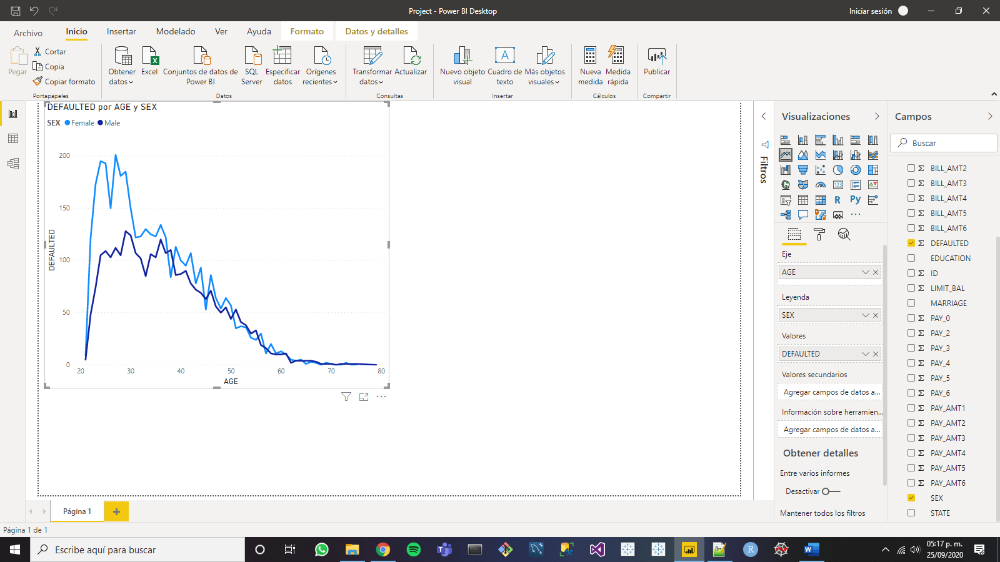 Project - Power BI Desktop
Iniciar sesión
Archivo
Inicio
Insertar
Modelado
Ver
Ayuda
Formato
Datos y detalles
Pegar
Cortar
Copia
Copiar formato
Portapapeles
Obtener
datos
Excel
Conjuntos de datos de
Power BI
SQL
Server
Especificar
datos
Orígenes
recientes
Datos
Transformar
datos
Actualizar
Consultas
Nuevo objeto
visual
Cuadro de
texto
Más objetos
visuales
Insertar
Nueva
medida
Medida
rápida
Cálculos
Publicar
Compartir
DEFAULTED por AGE y SEX
SEX Female Male
200
150
100
50
0
DEFAULTED
20 30 40 50 60 70 80
AGE
Filtros
Visualizaciones
123
R
Py
Eje
AGE
Leyenda
SEX
Valores
DEFAULTED
Valores secundarios
Agregar campos de datos a...
Información sobre herramien...
Agregar campos de datos a...
Obtener detalles
Entre varios informes
Desactivar
Mantener todos los filtros
Campos
Buscar
BILL_AMT2
BILL_AMT3
BILL_AMT4
BILL_AMT5
BILL_AMT6
DEFAULTED
EDUCATION
ID
LIMIT_BAL
MARRIAGE
PAY_0
PAY_2
PAY_3
PAY_4
PAY_5
PAY_6
PAY_AMT1
PAY_AMT2
PAY_AMT3
PAY_AMT4
PAY_AMT5
PAY_AMT6
SEX
STATE
Página 1
Página 1 de 1
Escribe aquí para buscar
05:17 p. m.
25/09/2020